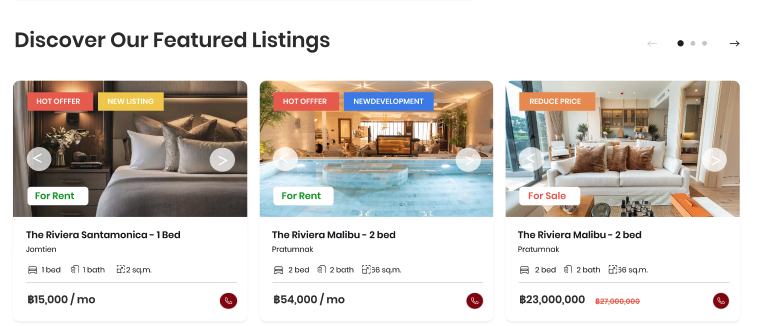 Discover Our Featured Listings
HOT OFFFER
NEW LISTING
For Rent
The Riviera Santamonica - 1 Bed
Jomtien
1 bed 1 bath 2 sq.m.
฿15,000 / mo
HOT OFFFER
NEWDEVELOPMENT
For Rent
The Riviera Malibu - 2 bed
Pratumnak
2 bed 2 bath 36 sq.m.
฿54,000 / mo
REDUCE PRICE
For Sale
The Riviera Malibu - 2 bed
Pratumnak
2 bed 2 bath 36 sq.m.
฿23,000,000 ฿27,000,000